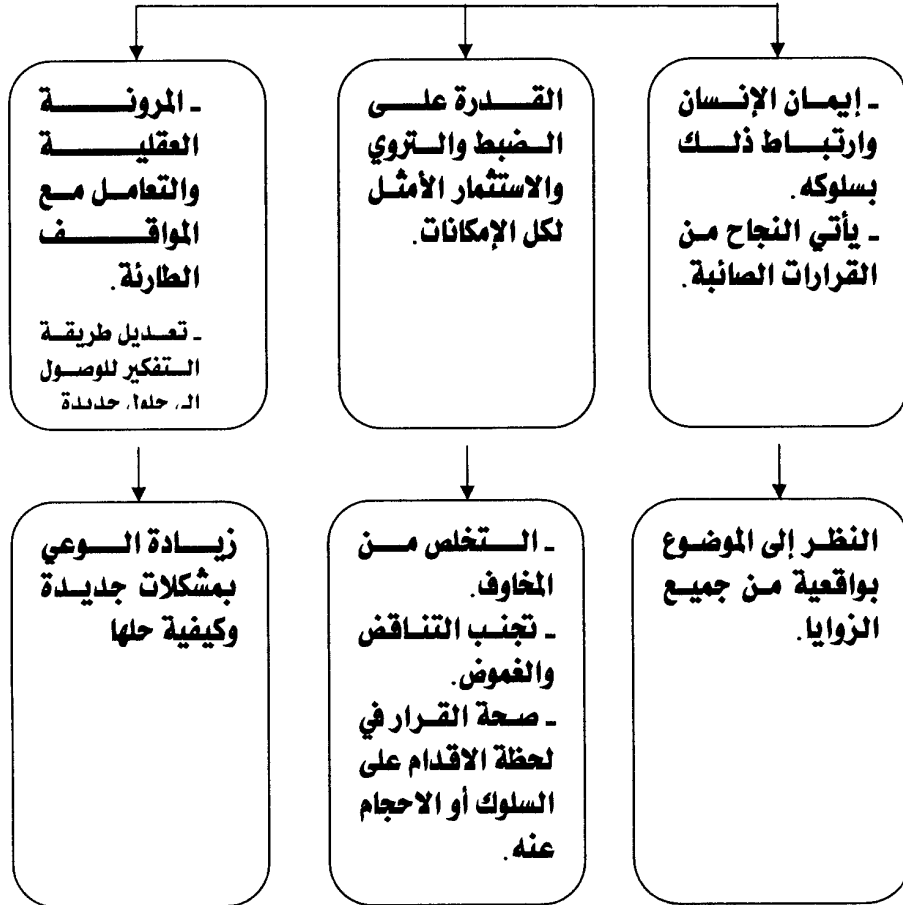 ـ إيمان الإنسان
وارتباط ذلك
بسلوكه.
ـ يأتي النجاح من
القرارات الصائبة.
القدرة على
الضبط والتروي
والاستثمار الأمثل
لكل الإمكانات.
ـ المرونة
العقلية
والتعامل مع
المواقف
الطارئة.
ـ تعديل طريقة
التفكير للوصول
إلى حلول جديدة
النظر إلى الموضوع
بواقعية من جميع
الزوايا.
ـ التخلص من
المخاوف.
ـ تجنب التناقض
والغموض.
ـ صحة القرار في
لحظة الاقدام على
السلوك أو الاحجام
عنه.
زيادة الوعي
بمشكلات جديدة
وكيفية حلها